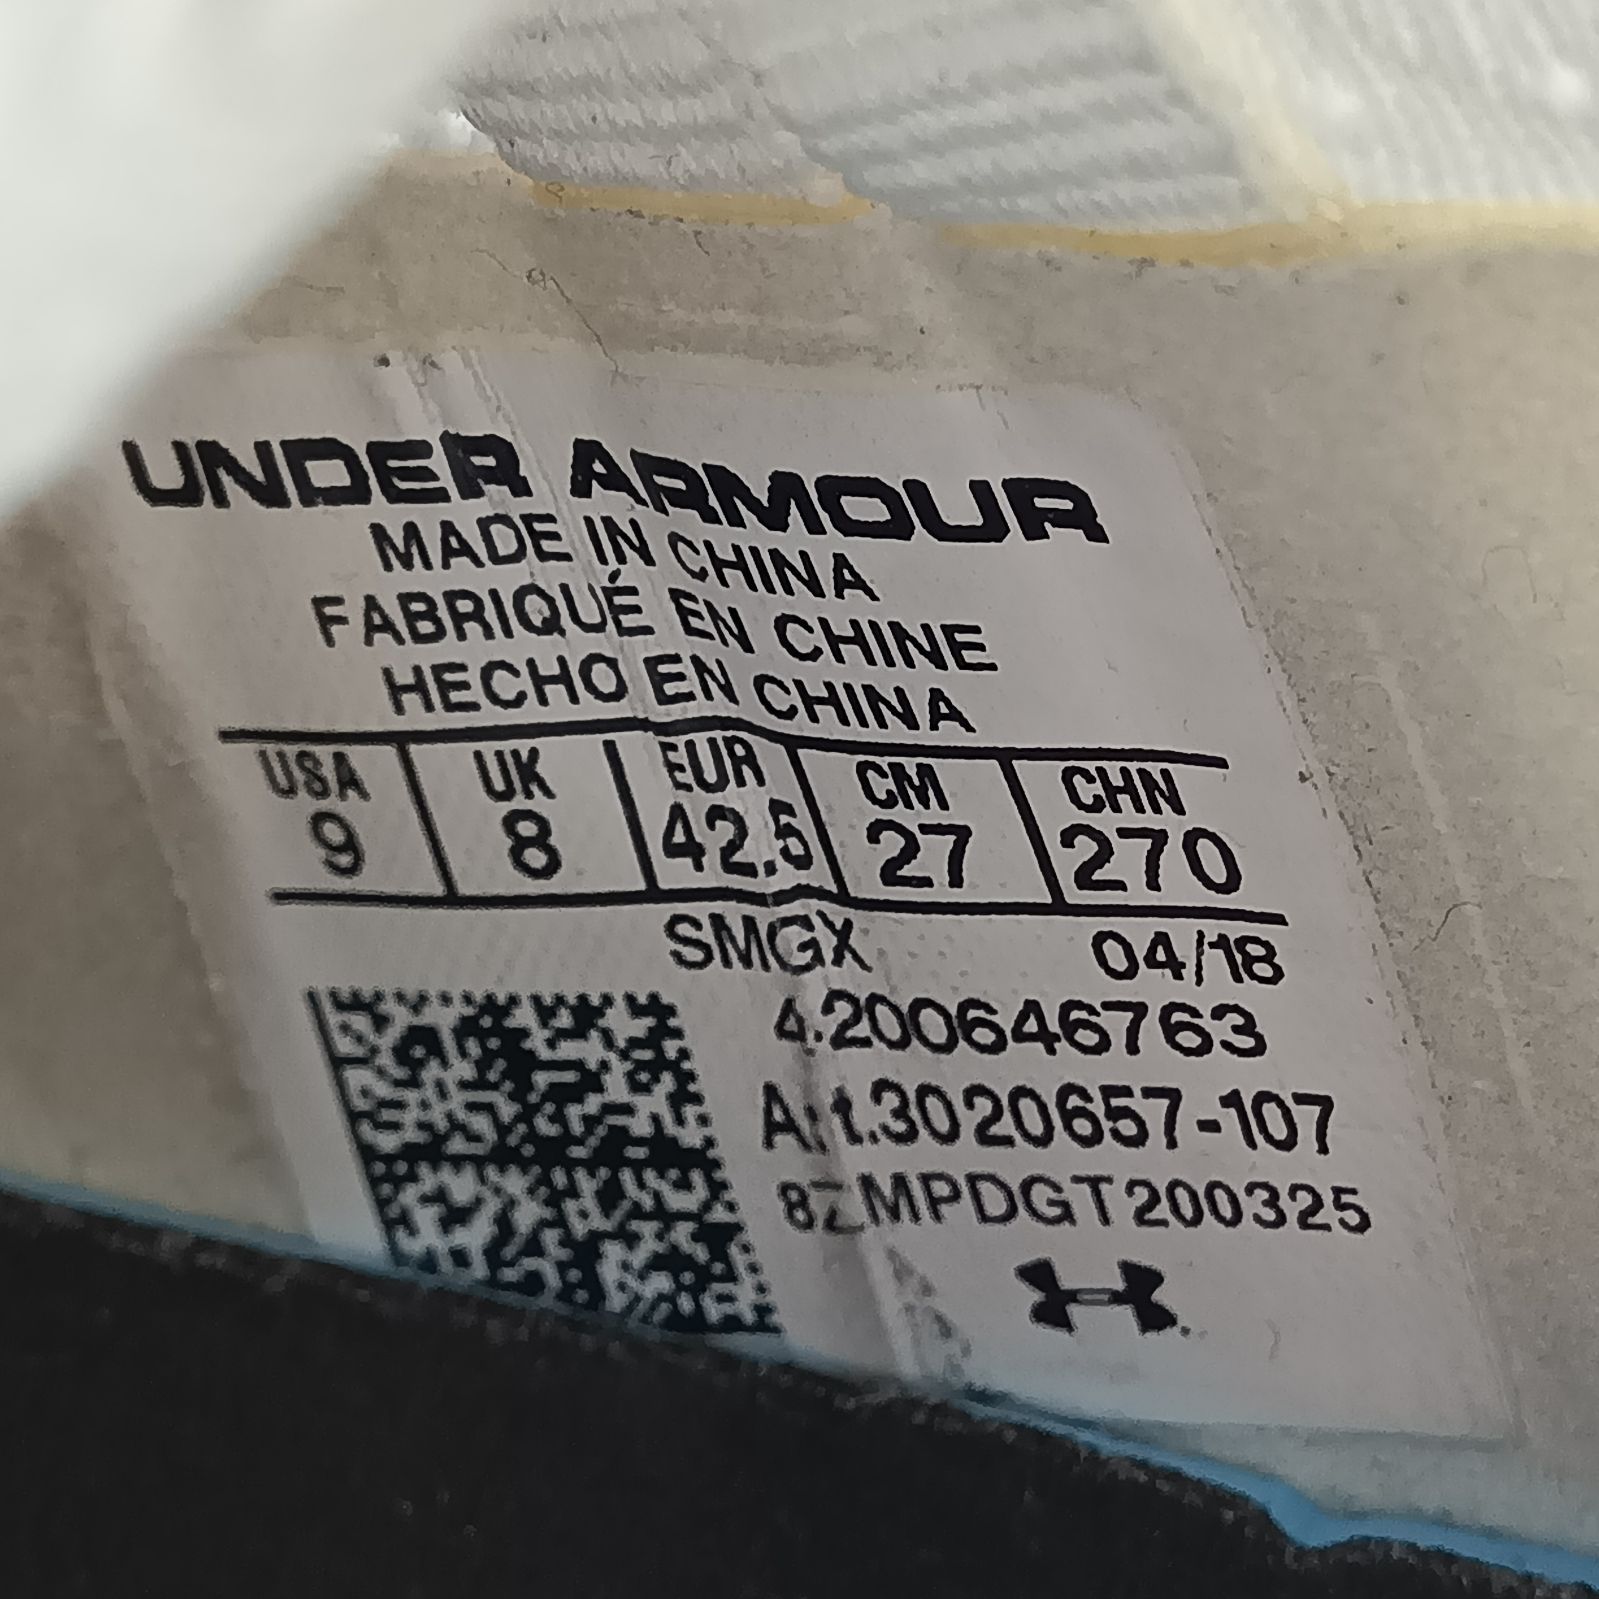 UNDER ARMOUR
MADE IN CHINA
FABRIQUÉ EN CHINE
HECHO EN CHINA
USA UK EUR CM CHN
9 8 42.5 27 270
SMGX 04/18
4.200646763
Art.3020657-107
8ZMPDGT200325